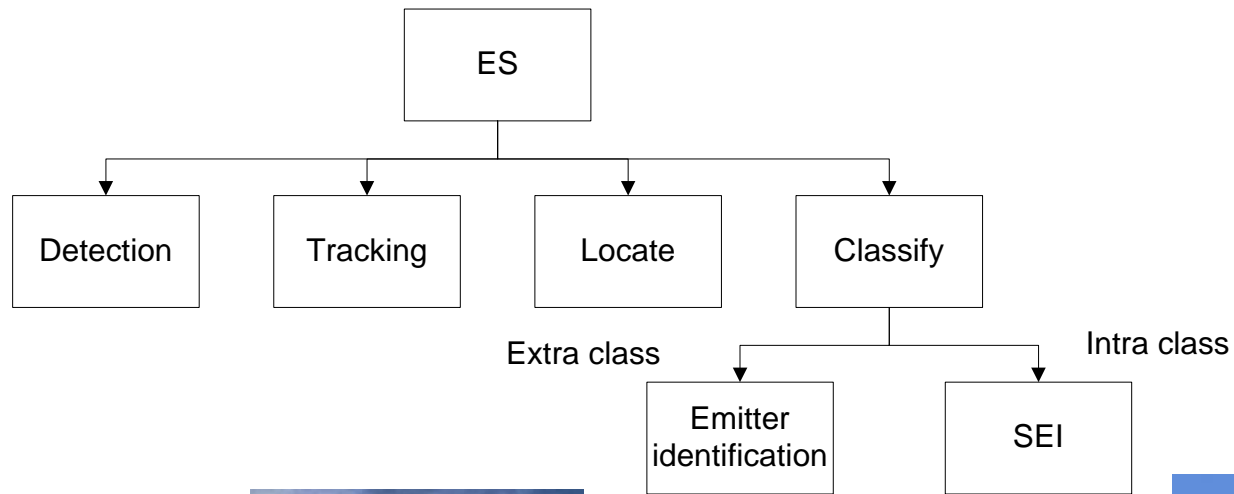 ES
Detection
Tracking
Locate
Classify
Extra class
Intra class
Emitter
identification
SEI